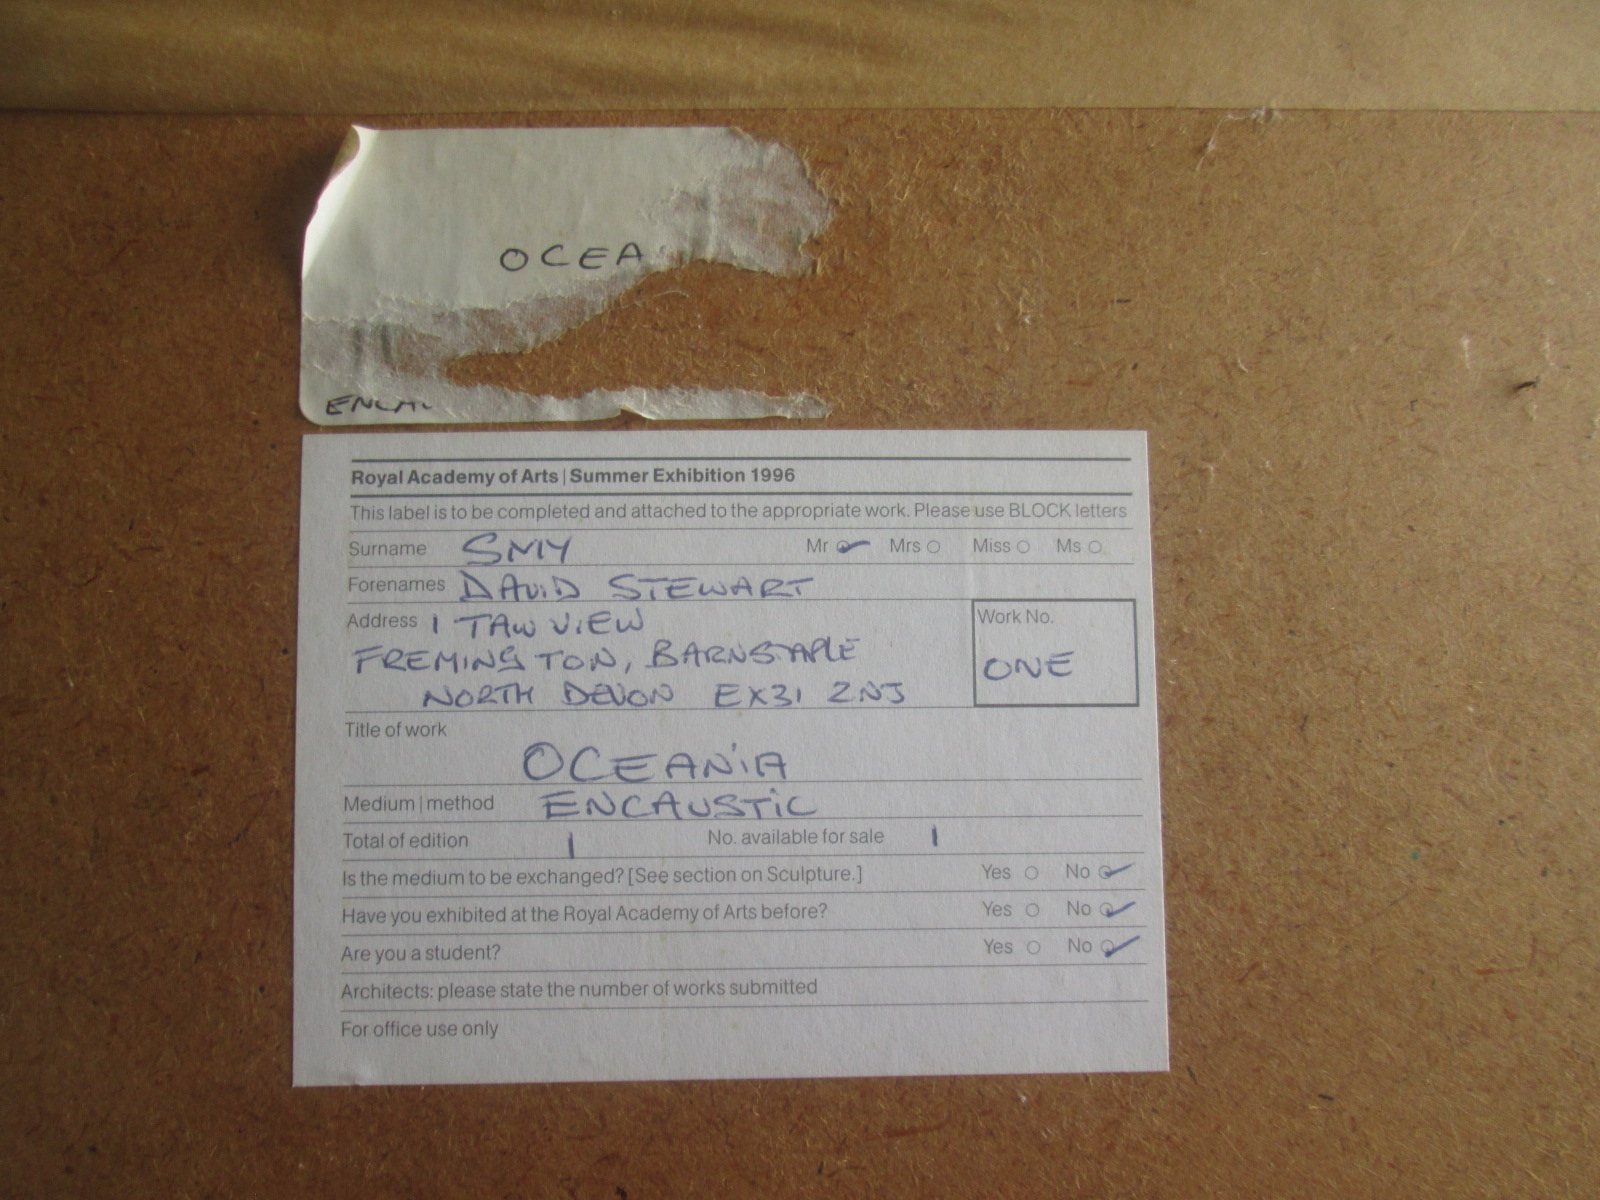 OCEA
ENCAU
Royal Academy of Arts | Summer Exhibition 1996
This label is to be completed and attached to the appropriate work. Please use BLOCK letters
Surname SMY Mr Mrs Miss Ms
Forenames DAVID STEWART
Address 1 TAW VIEW
FREMINGTON, BARNSTAPLE
NORTH DEVON EX31 2NJ
Work No.
ONE
Title of work
OCEANIA
Medium | method ENCAUSTIC
Total of edition 1 No. available for sale 1
Is the medium to be exchanged? [See section on Sculpture.] Yes No
Have you exhibited at the Royal Academy of Arts before? Yes No
Are you a student? Yes No
Architects: please state the number of works submitted
For office use only